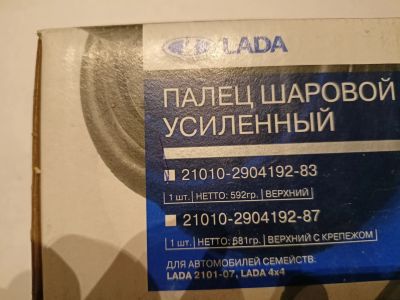 LADA
ПАЛЕЦ ШАРОВОЙ
УСИЛЕННЫЙ
21010-2904192-83
1 шт. НЕТТО: 592гр. ВЕРХНИЙ
21010-2904192-87
1 шт. НЕТТО: 681гр. ВЕРХНИЙ С КРЕПЕЖОМ
ДЛЯ АВТОМОБИЛЕЙ СЕМЕЙСТВ:
LADA 2101-07, LADA 4x4